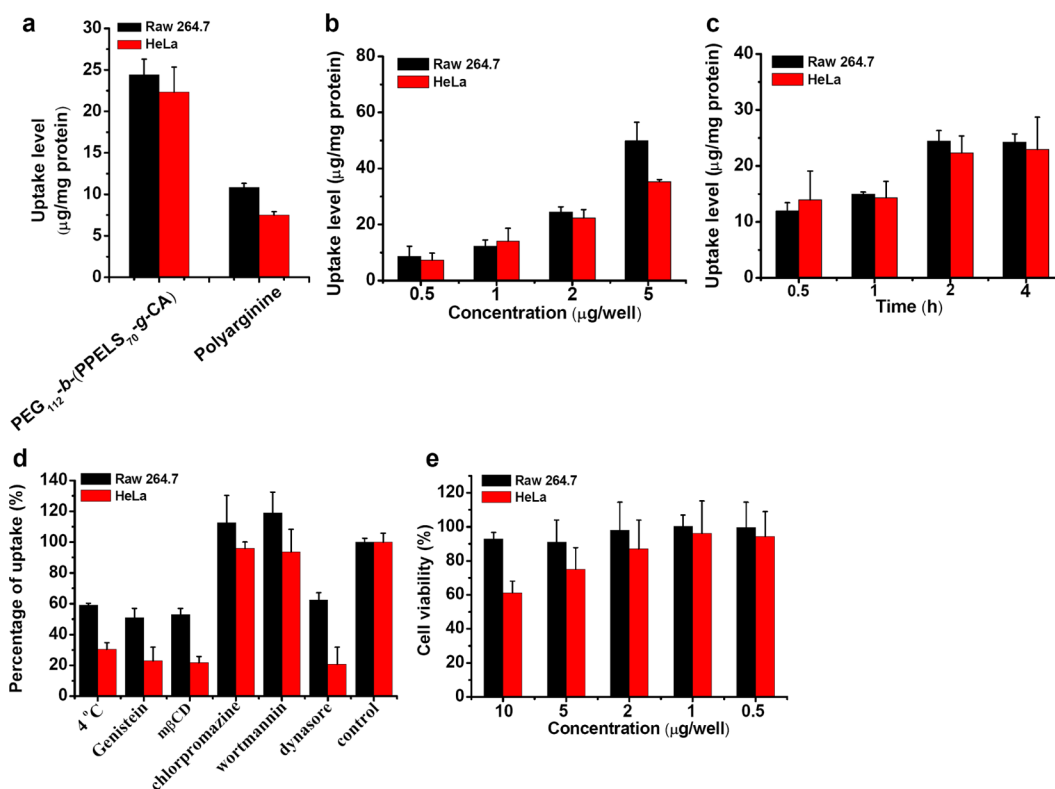 a
Raw 264.7
HeLa
Uptake level
(μg/mg protein)
30
25
20
15
10
5
0
PEG112-b-(PPELS70-g-CA)
Polyarginine
b
Raw 264.7
HeLa
Uptake level (μg/mg protein)
80
60
40
20
0
0.5 1 2 5
Concentration (μg/well)
c
Raw 264.7
HeLa
Uptake level (μg/mg protein)
40
30
20
10
0
0.5 1 2 4
Time (h)
d
Raw 264.7
HeLa
Percentage of uptake (%)
140
120
100
80
60
40
20
0
4 °C
Genistein
mβCD
chlorpromazine
wortmannin
dynasore
control
e
Raw 264.7
HeLa
Cell viability (%)
120
100
80
60
40
20
0
10 5 2 1 0.5
Concentration (μg/well)